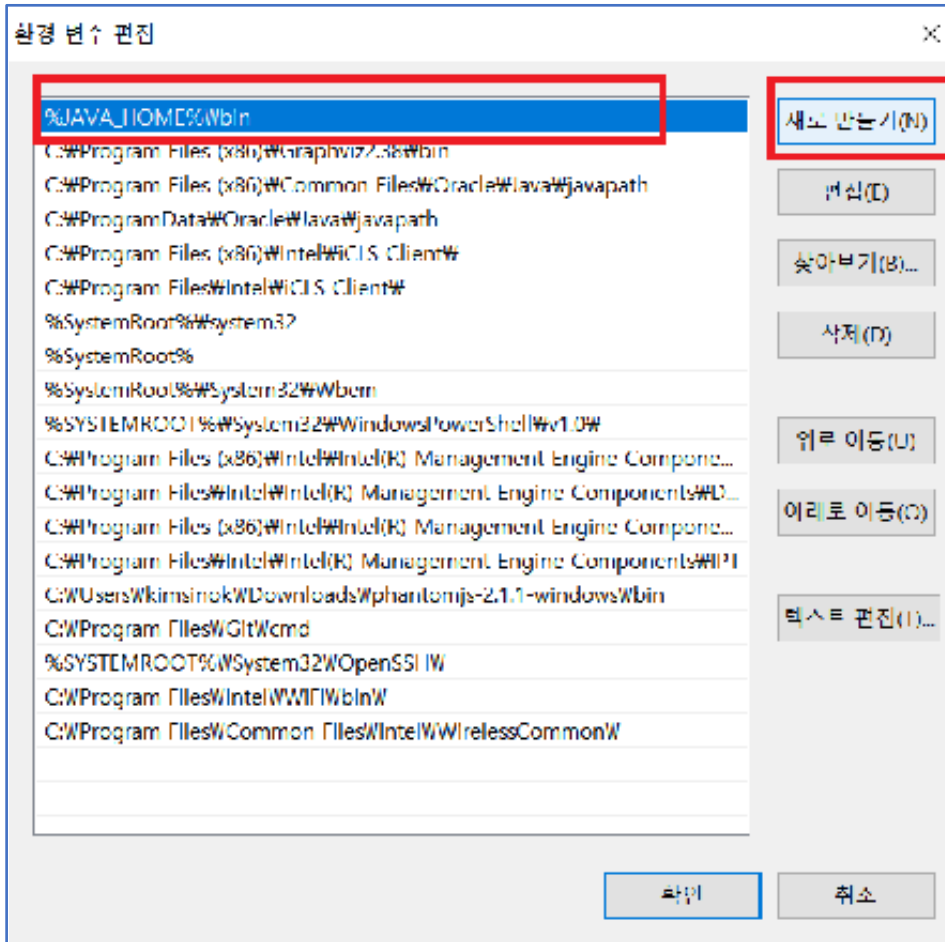 환경 변수 편집
%JAVA_HOME%₩bin
새로 만들기(N)
C:₩Program Files (x86)₩Graphviz2.38₩bin
C:₩Program Files (x86)₩Common Files₩Oracle₩Java₩javapath
편집(E)
C:₩ProgramData₩Oracle₩Java₩javapath
C:₩Program Files (x86)₩Intel₩iCLS Client₩
찾아보기(B)...
C:₩Program Files₩Intel₩iCLS Client₩
%SystemRoot%₩system32
삭제(D)
%SystemRoot%
%SystemRoot%₩System32₩Wbem
%SYSTEMROOT%₩System32₩WindowsPowerShell₩v1.0₩
위로 이동(U)
C:₩Program Files (x86)₩Intel₩Intel(R) Management Engine Compone...
C:₩Program Files₩Intel₩Intel(R) Management Engine Components₩D...
아래로 이동(O)
C:₩Program Files (x86)₩Intel₩Intel(R) Management Engine Compone...
C:₩Program Files₩Intel₩Intel(R) Management Engine Components₩IPT
C:₩Users₩kimsinok₩Downloads₩phantomjs-2.1.1-windows₩bin
텍스트 편집(T)...
C:₩Program Files₩Git₩cmd
%SYSTEMROOT%₩System32₩OpenSSH₩
C:₩Program Files₩Intel₩WiFi₩bin₩
C:₩Program Files₩Common Files₩Intel₩WirelessCommon₩
확인
취소